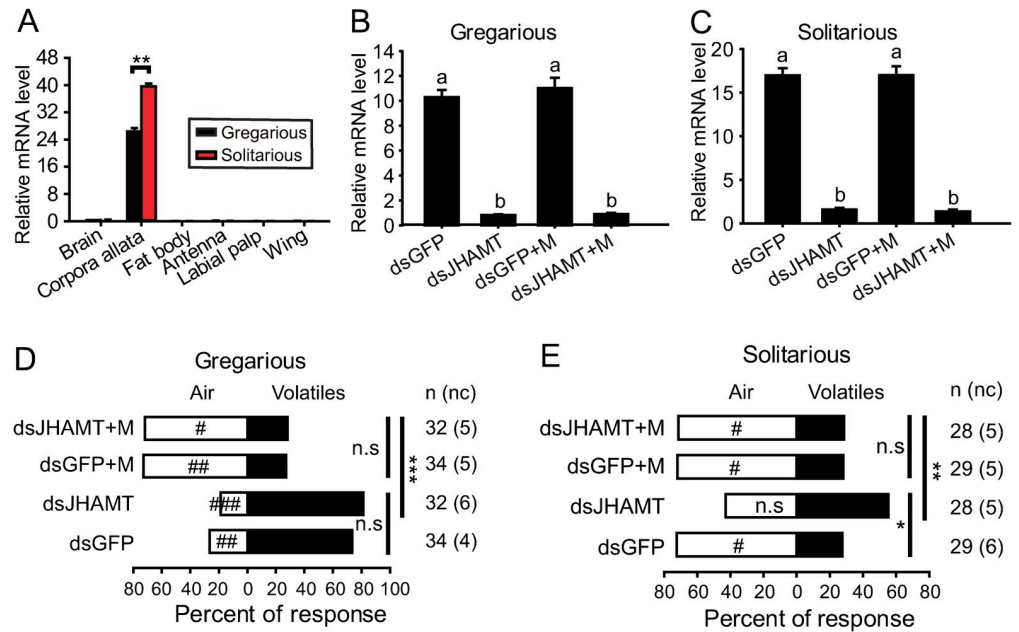 A
Relative mRNA level
48
40
32
24
16
8
0
**
Gregarious
Solitarious
Brain
Corpora allata
Fat body
Antenna
Labial palp
Wing
B
Gregarious
Relative mRNA level
14
12
10
8
6
4
2
0
a
b
a
b
dsGFP
dsJHAMT
dsGFP+M
dsJHAMT+M
C
Solitarious
Relative mRNA level
20
15
10
5
0
a
b
a
b
dsGFP
dsJHAMT
dsGFP+M
dsJHAMT+M
D
Gregarious
Air Volatiles n (nc)
dsJHAMT+M # 32 (5)
n.s
dsGFP+M ## 34 (5)
***
dsJHAMT ### 32 (6)
n.s
dsGFP ## 34 (4)
80 60 40 20 0 20 40 60 80 100
Percent of response
E
Solitarious
Air Volatiles n (nc)
dsJHAMT+M # 28 (5)
n.s
dsGFP+M # 29 (5)
**
dsJHAMT n.s 28 (5)
*
dsGFP # 29 (6)
80 60 40 20 0 20 40 60 80
Percent of response